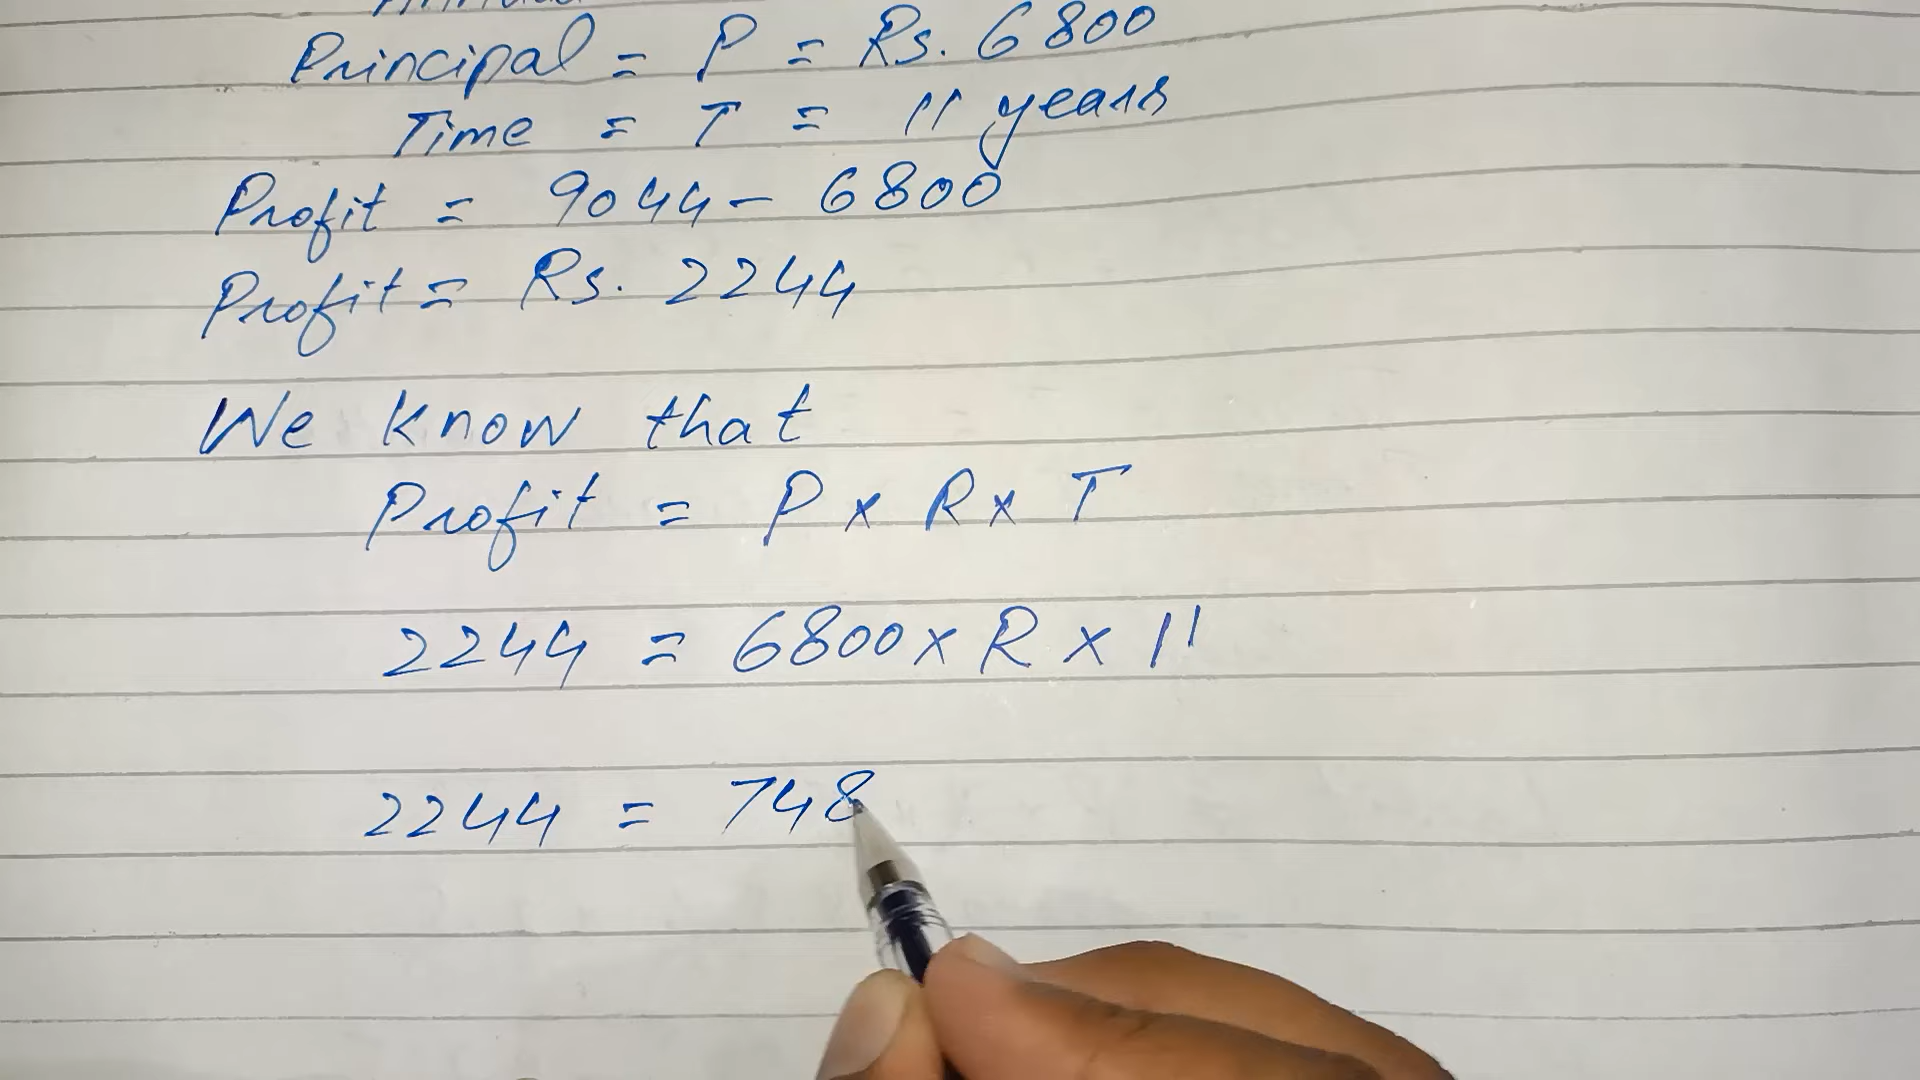 Principal = P = Rs. 6800
Time = T = 11 years
Profit = 9044 - 6800
Profit = Rs. 2244
We know that
Profit = P x R x T
2244 = 6800 x R x 11
2244 = 748